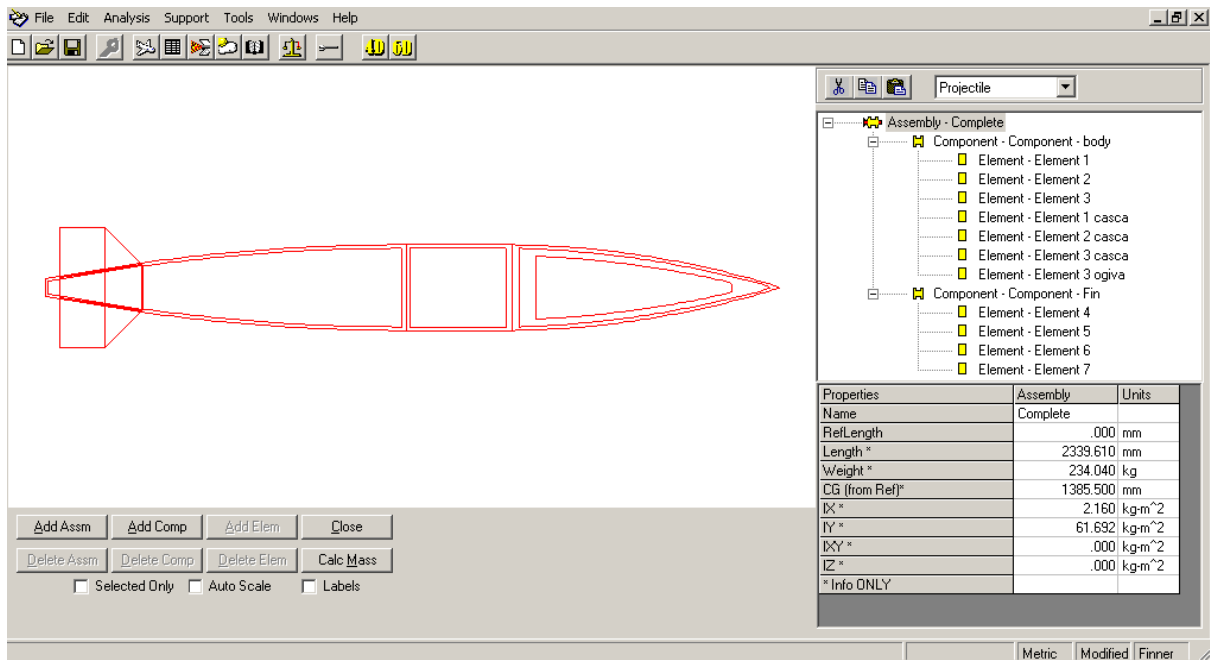 File Edit Analysis Support Tools Windows Help
Projectile
Assembly - Complete
Component - Component - body
Element - Element 1
Element - Element 2
Element - Element 3
Element - Element 1 casca
Element - Element 2 casca
Element - Element 3 casca
Element - Element 3 ogiva
Component - Component - Fin
Element - Element 4
Element - Element 5
Element - Element 6
Element - Element 7
Properties Assembly Units
Name Complete
RefLength .000 mm
Length * 2339.610 mm
Weight * 234.040 kg
CG (from Ref)* 1385.500 mm
IX * 2.160 kg-m^2
IY * 61.692 kg-m^2
IXY * .000 kg-m^2
IZ * .000 kg-m^2
* Info ONLY
Add Assm Add Comp Add Elem Close
Delete Assm Delete Comp Delete Elem Calc Mass
Selected Only Auto Scale Labels
Metric Modified Finner